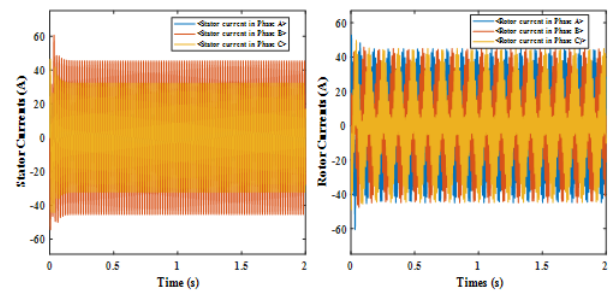 <Stator current in Phase A>
<Stator current in Phase B>
<Stator current in Phase C>
Stator Currents (A)
60
40
20
0
-20
-40
-60
0
0.5
1
1.5
2
Time (s)
<Rotor current in Phase A>
<Rotor current in Phase B>
<Rotor current in Phase C)>
Rotor Currents (A)
60
40
20
0
-20
-40
-60
0
0.5
1
1.5
2
Times (s)